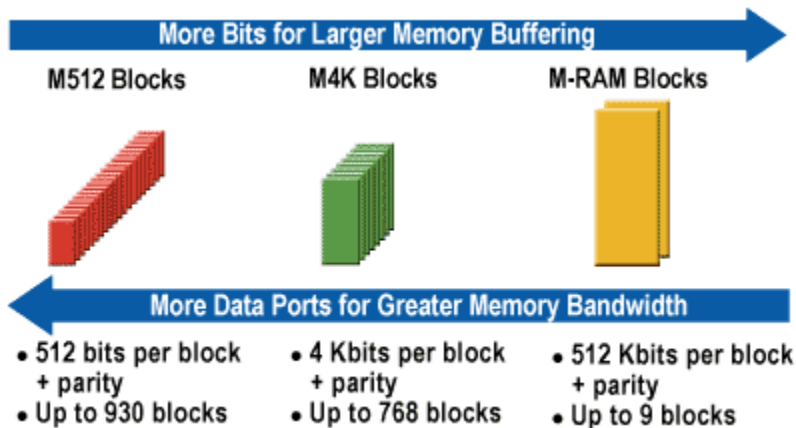 More Bits for Larger Memory Buffering
M512 Blocks
M4K Blocks
M-RAM Blocks
More Data Ports for Greater Memory Bandwidth
• 512 bits per block
+ parity
• Up to 930 blocks
• 4 Kbits per block
+ parity
• Up to 768 blocks
• 512 Kbits per block
+ parity
• Up to 9 blocks